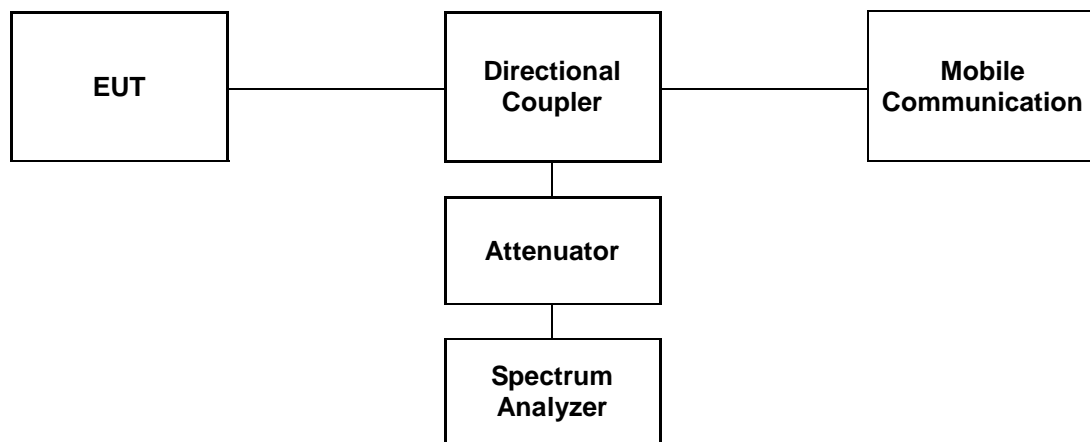 EUT
Directional
Coupler
Mobile
Communication
Attenuator
Spectrum
Analyzer